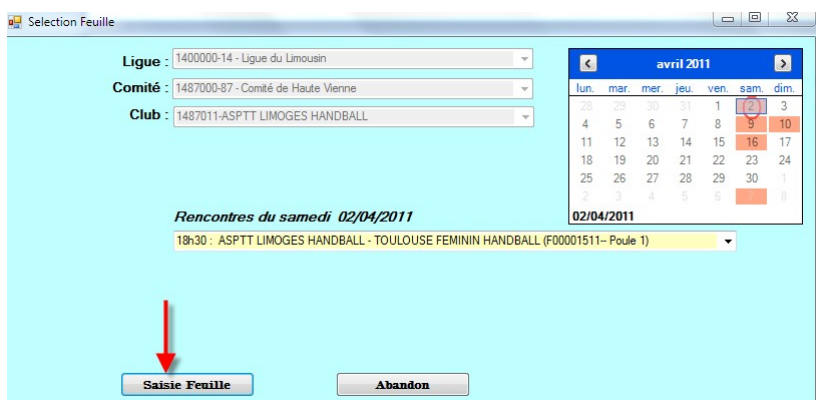 Selection Feuille
Ligue : 1400000-14 - Ligue du Limousin
Comité : 1487000-87 - Comité de Haute Vienne
Club : 1487011-ASPTT LIMOGES HANDBALL
avril 2011
lun. mar. mer. jeu. ven. sam. dim.
28 29 30 31 1 2 3
4 5 6 7 8 9 10
11 12 13 14 15 16 17
18 19 20 21 22 23 24
25 26 27 28 29 30 1
2 3 4 5 6 7 8
02/04/2011
Rencontres du samedi 02/04/2011
18h30 : ASPTT LIMOGES HANDBALL - TOULOUSE FEMININ HANDBALL (F00001511-- Poule 1)
Saisie Feuille
Abandon